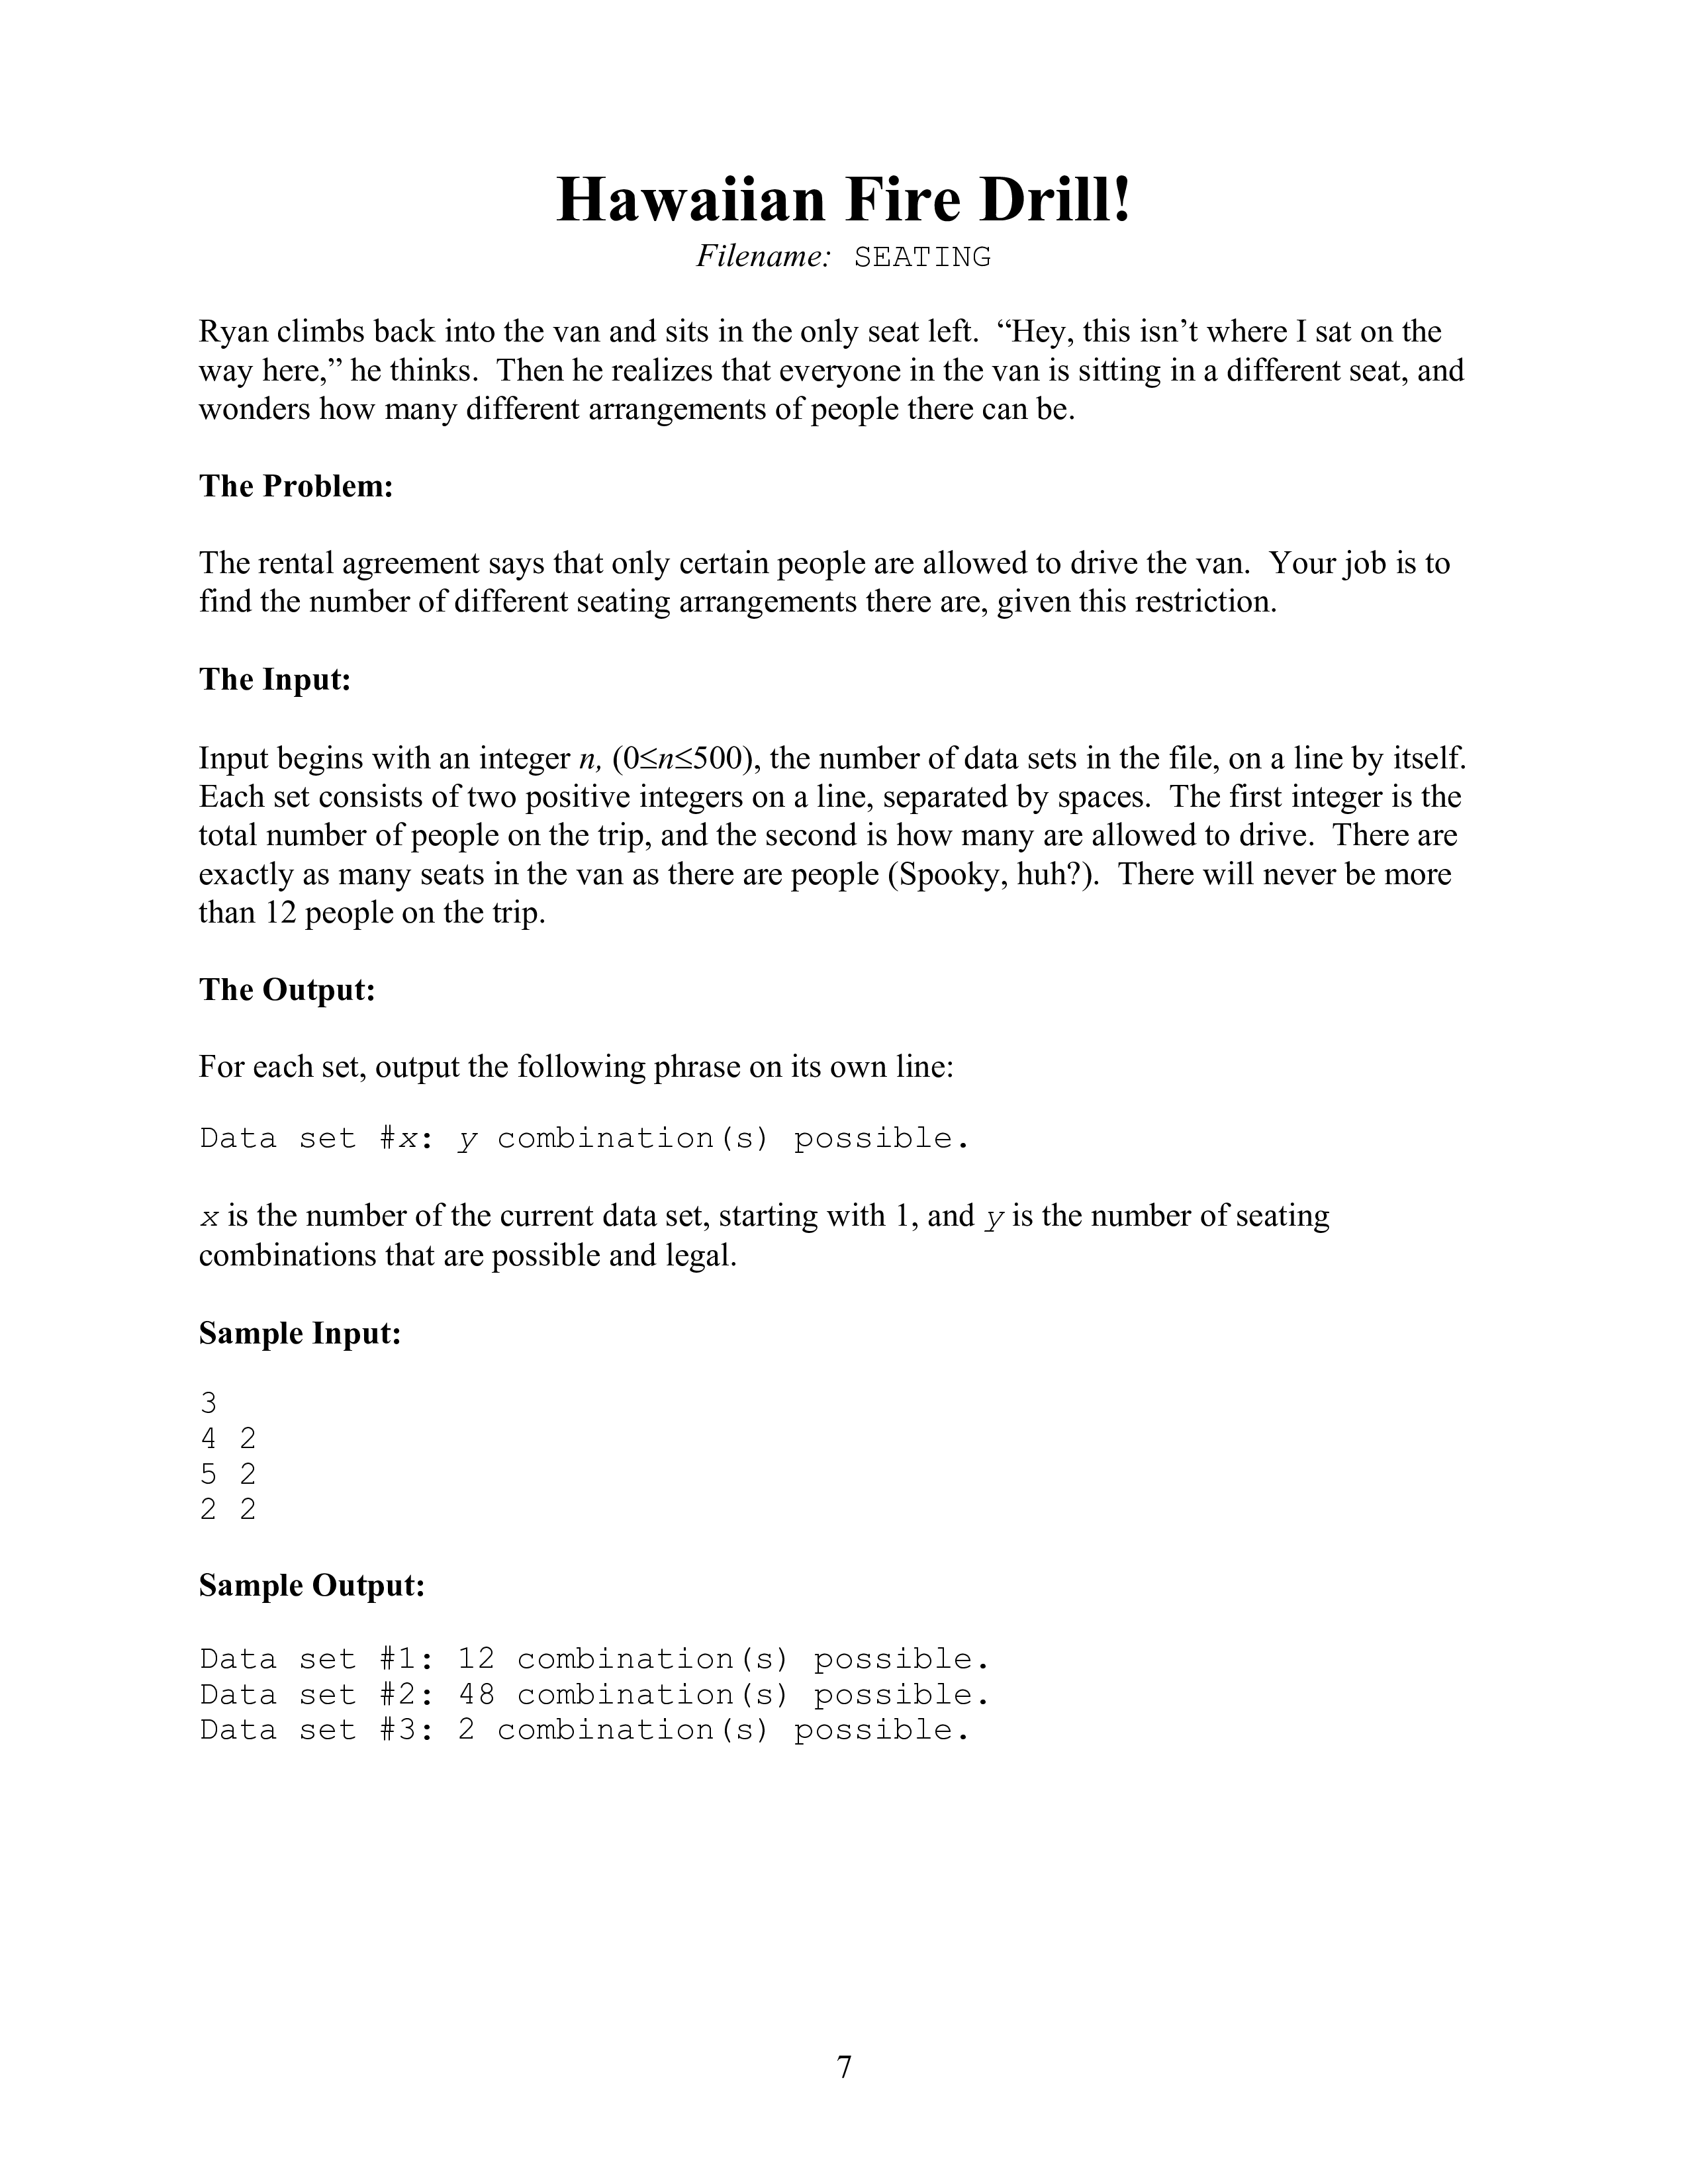 Hawaiian Fire Drill!
Filename: SEATING
Ryan climbs back into the van and sits in the only seat left. “Hey, this isn’t where I sat on the
way here,” he thinks. Then he realizes that everyone in the van is sitting in a different seat, and
wonders how many different arrangements of people there can be.
The Problem:
The rental agreement says that only certain people are allowed to drive the van. Your job is to
find the number of different seating arrangements there are, given this restriction.
The Input:
Input begins with an integer n, (0≤n≤500), the number of data sets in the file, on a line by itself.
Each set consists of two positive integers on a line, separated by spaces. The first integer is the
total number of people on the trip, and the second is how many are allowed to drive. There are
exactly as many seats in the van as there are people (Spooky, huh?). There will never be more
than 12 people on the trip.
The Output:
For each set, output the following phrase on its own line:
Data set #x: y combination(s) possible.
x is the number of the current data set, starting with 1, and y is the number of seating
combinations that are possible and legal.
Sample Input:
3
4 2
5 2
2 2
Sample Output:
Data set #1: 12 combination(s) possible.
Data set #2: 48 combination(s) possible.
Data set #3: 2 combination(s) possible.
7